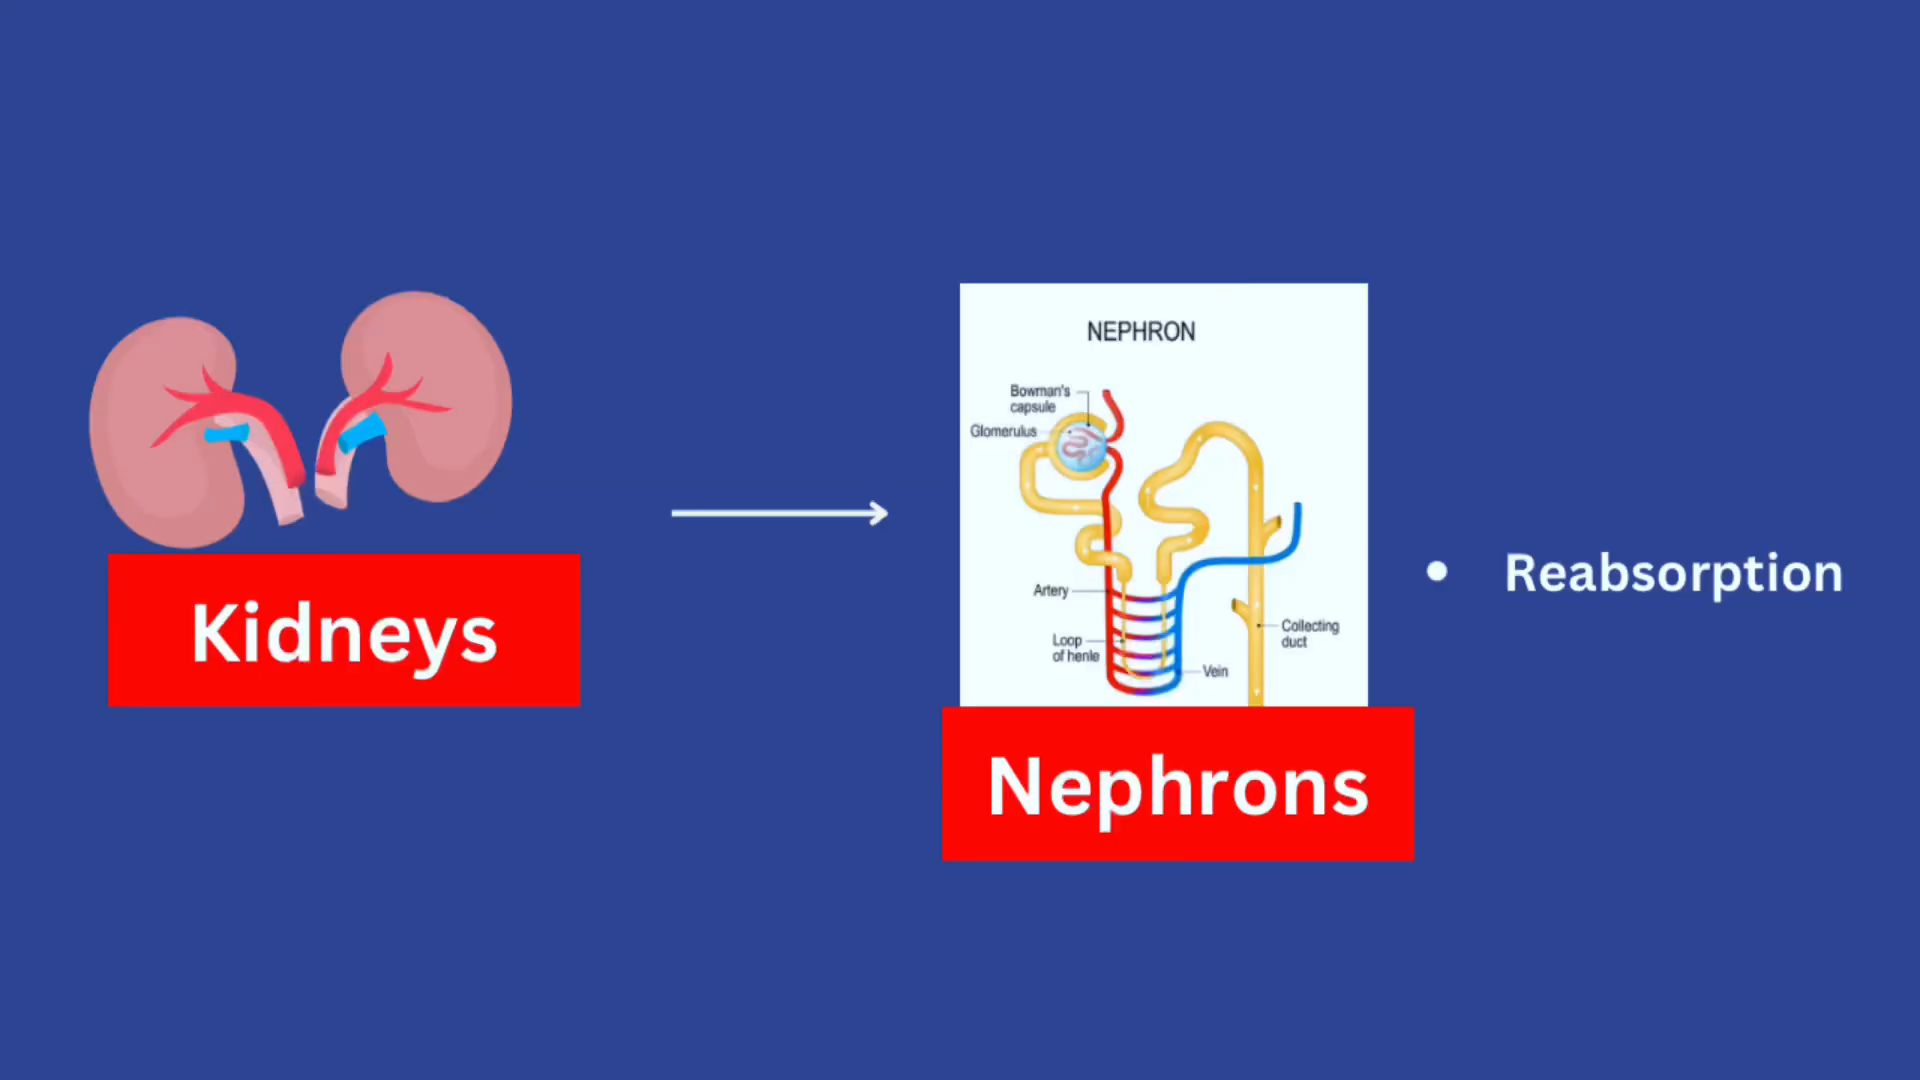 Kidneys
NEPHRON
Bowman's
capsule
Glomerulus
Artery
Loop
of henle
Vein
Collecting
duct
Nephrons
• Reabsorption